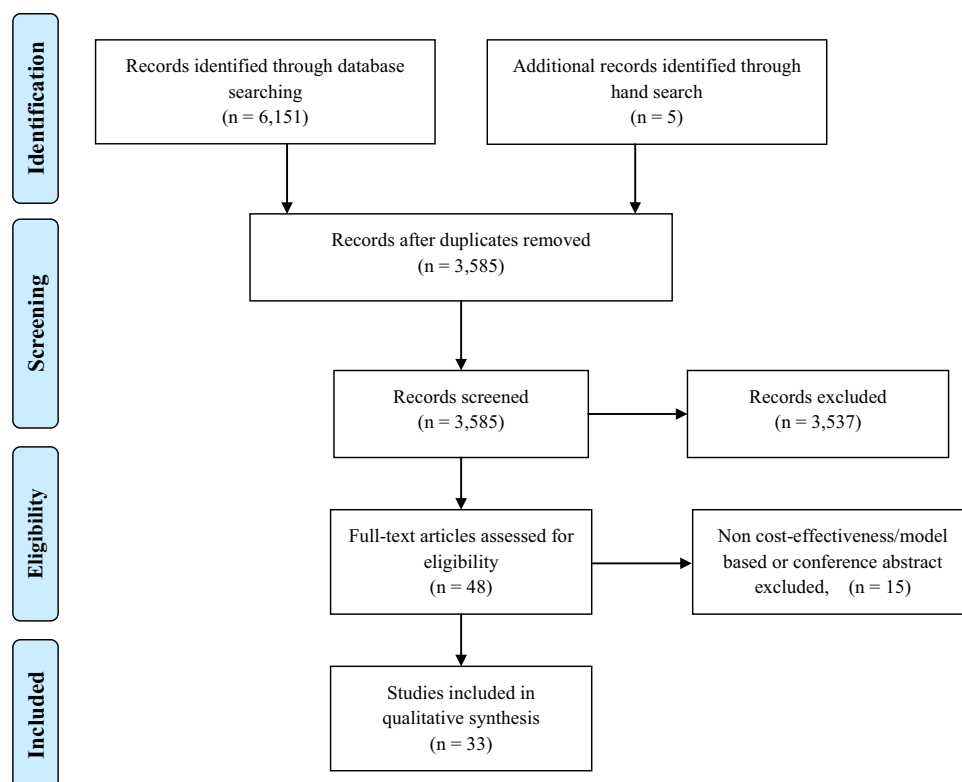 Identification
Records identified through database
searching
(n = 6,151)
Additional records identified through
hand search
(n = 5)
Screening
Records after duplicates removed
(n = 3,585)
Records screened
(n = 3,585)
Records excluded
(n = 3,537)
Eligibility
Full-text articles assessed for
eligibility
(n = 48)
Non cost-effectiveness/model
based or conference abstract
excluded, (n = 15)
Included
Studies included in
qualitative synthesis
(n = 33)